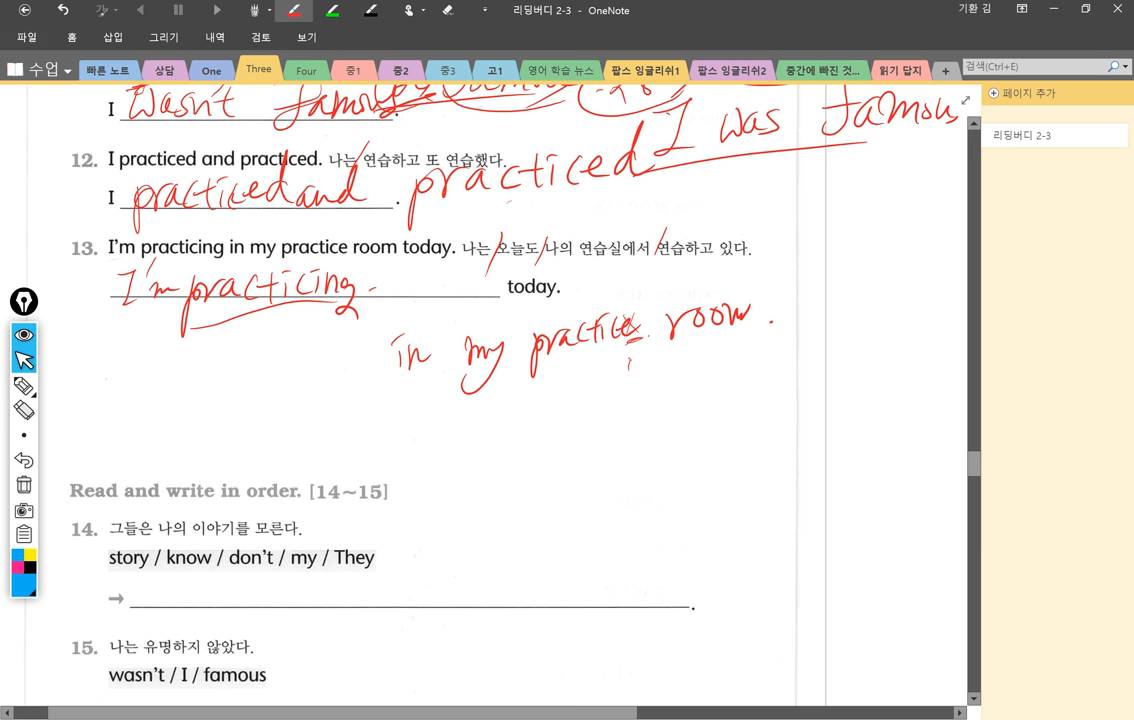 리딩버디 2-3 - OneNote
기환 김
파일 홈 삽입 그리기 내역 검토 보기
수업 빠른 노트 상담 One Three Four 중1 중2 중3 고1 영어 학습 뉴스 팝스 잉글리쉬1 팝스 잉글리쉬2 중간에 빠진 것... 읽기 답지 + 검색(Ctrl+E)
페이지 추가
리딩버디 2-3
I wasn't famous.
I was famous
12. I practiced and practiced. 나는 연습하고 또 연습했다.
I practiced and . practiced
13. I'm practicing in my practice room today. 나는 오늘도 나의 연습실에서 연습하고 있다.
I'm practicing. today.
in my practice room.
Read and write in order. [14~15]
14. 그들은 나의 이야기를 모른다.
story / know / don't / my / They
→ .
15. 나는 유명하지 않았다.
wasn't / I / famous